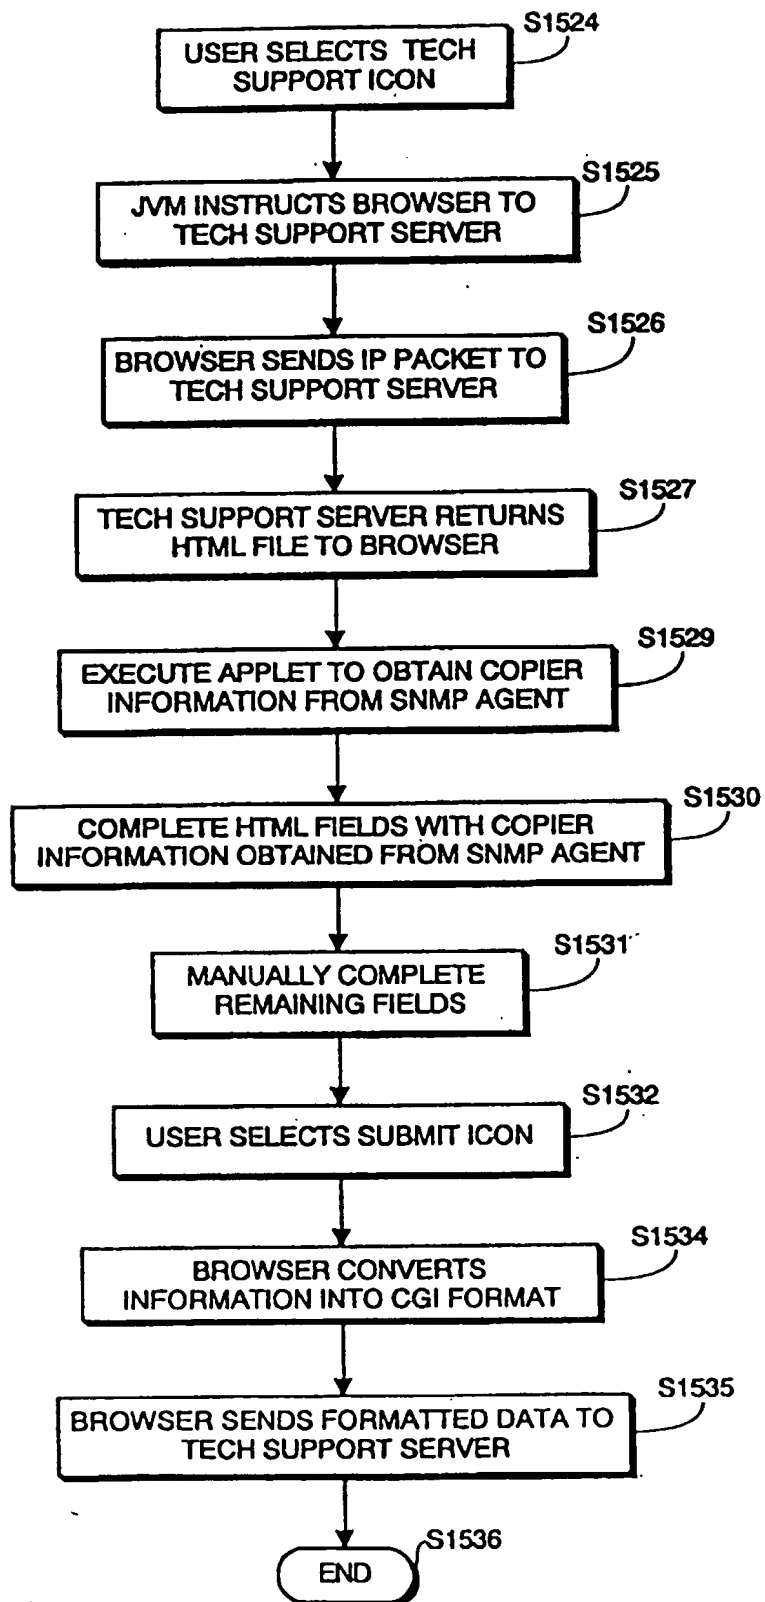 S1524
USER SELECTS TECH
SUPPORT ICON
S1525
JVM INSTRUCTS BROWSER TO
TECH SUPPORT SERVER
S1526
BROWSER SENDS IP PACKET TO
TECH SUPPORT SERVER
S1527
TECH SUPPORT SERVER RETURNS
HTML FILE TO BROWSER
S1529
EXECUTE APPLET TO OBTAIN COPIER
INFORMATION FROM SNMP AGENT
S1530
COMPLETE HTML FIELDS WITH COPIER
INFORMATION OBTAINED FROM SNMP AGENT
S1531
MANUALLY COMPLETE
REMAINING FIELDS
S1532
USER SELECTS SUBMIT ICON
S1534
BROWSER CONVERTS
INFORMATION INTO CGI FORMAT
S1535
BROWSER SENDS FORMATTED DATA TO
TECH SUPPORT SERVER
S1536
END